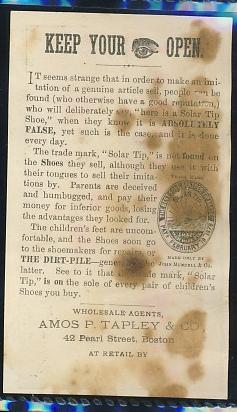 KEEP YOUR OPEN.
IT seems strange that in order to make an imi-
tation of a genuine article sell, people can be
found (who otherwise have a good reputation,)
who will deliberately say, "here is a Solar Tip
Shoe," when they know it is ABSOLUTELY
FALSE, yet such is the case, and it is done
every day.
The trade mark, "Solar Tip," is not found on
the Shoes they sell, although they use it with
their tongues to sell their imita-
tions by. Parents are deceived
and humbugged, and pay their
money for inferior goods, losing
the advantages they looked for.
The children's feet are uncom-
fortable, and the Shoes soon go
to the shoemakers for repairs, or
THE DIRT-PILE—generally the
latter. See to it that the mark, "Solar
Tip," is on the sole of every pair of children's
Shoes you buy.
TRADE MARK
MADE ONLY BY
JOHN MUNDELL & CO.
WHOLESALE AGENTS,
AMOS P. TAPLEY & CO.
42 Pearl Street, Boston
AT RETAIL BY